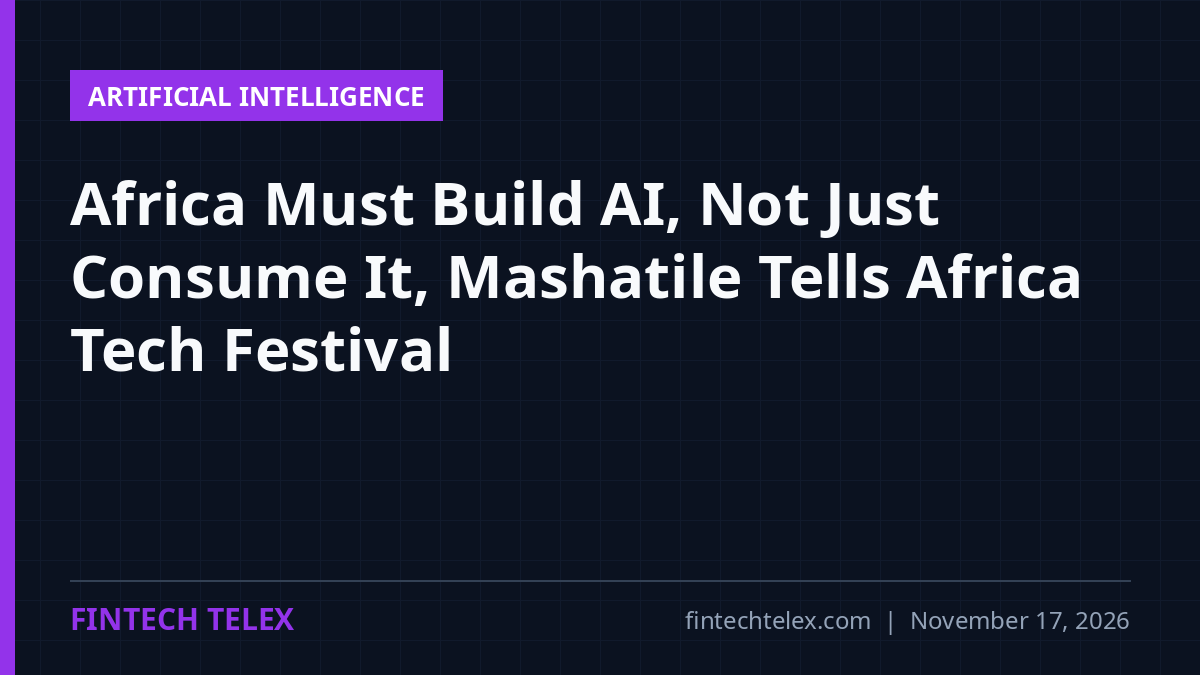 ARTIFICIAL INTELLIGENCE
Africa Must Build AI, Not Just
Consume It, Mashatile Tells Africa
Tech Festival
FINTECH TELEX
fintechtelex.com | November 17, 2026